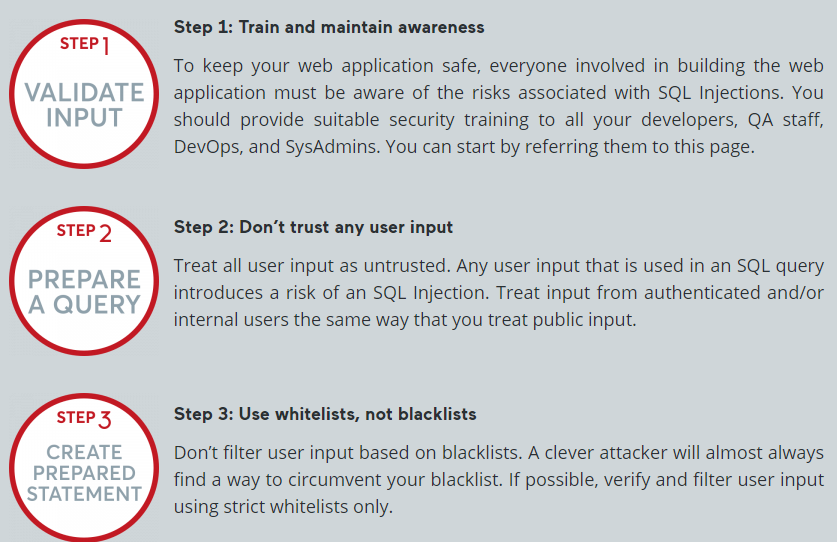 STEP 1
VALIDATE
INPUT
Step 1: Train and maintain awareness
To keep your web application safe, everyone involved in building the web
application must be aware of the risks associated with SQL Injections. You
should provide suitable security training to all your developers, QA staff,
DevOps, and SysAdmins. You can start by referring them to this page.
STEP 2
PREPARE
A QUERY
Step 2: Don’t trust any user input
Treat all user input as untrusted. Any user input that is used in an SQL query
introduces a risk of an SQL Injection. Treat input from authenticated and/or
internal users the same way that you treat public input.
STEP 3
CREATE
PREPARED
STATEMENT
Step 3: Use whitelists, not blacklists
Don’t filter user input based on blacklists. A clever attacker will almost always
find a way to circumvent your blacklist. If possible, verify and filter user input
using strict whitelists only.